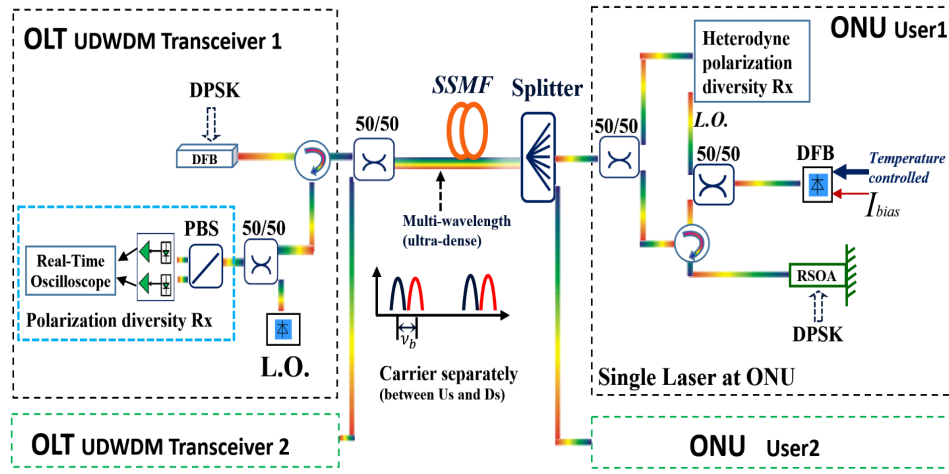 OLT UDWDM Transceiver 1
DPSK
DFB
50/50
SSMF
Splitter
Multi-wavelength
(ultra-dense)
PBS
50/50
Real-Time
Oscilloscope
Polarization diversity Rx
L.O.
νb
Carrier separately
(between Us and Ds)
OLT UDWDM Transceiver 2
ONU User1
Heterodyne
polarization
diversity Rx
50/50
L.O.
50/50
DFB
Temperature
controlled
Ibias
RSOA
DPSK
Single Laser at ONU
ONU User2